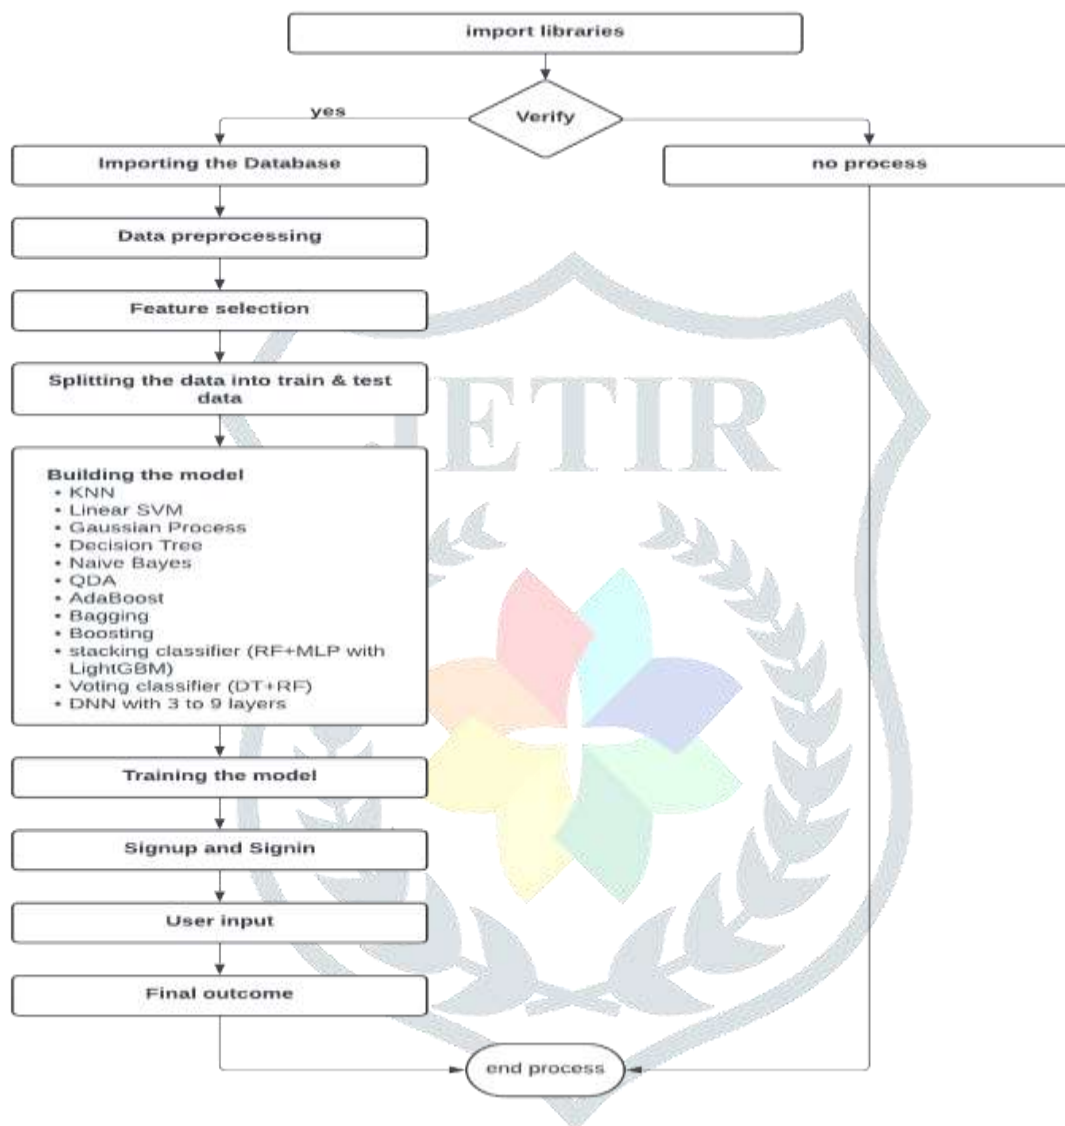 import libraries
Verify
yes
Importing the Database
no process
Data preprocessing
Feature selection
Splitting the data into train & test
data
JETIR
Building the model
• KNN
• Linear SVM
• Gaussian Process
• Decision Tree
• Naive Bayes
• QDA
• AdaBoost
• Bagging
• Boosting
• stacking classifier (RF+MLP with
LightGBM)
• Voting classifier (DT+RF)
• DNN with 3 to 9 layers
Training the model
Signup and Signin
User input
Final outcome
end process